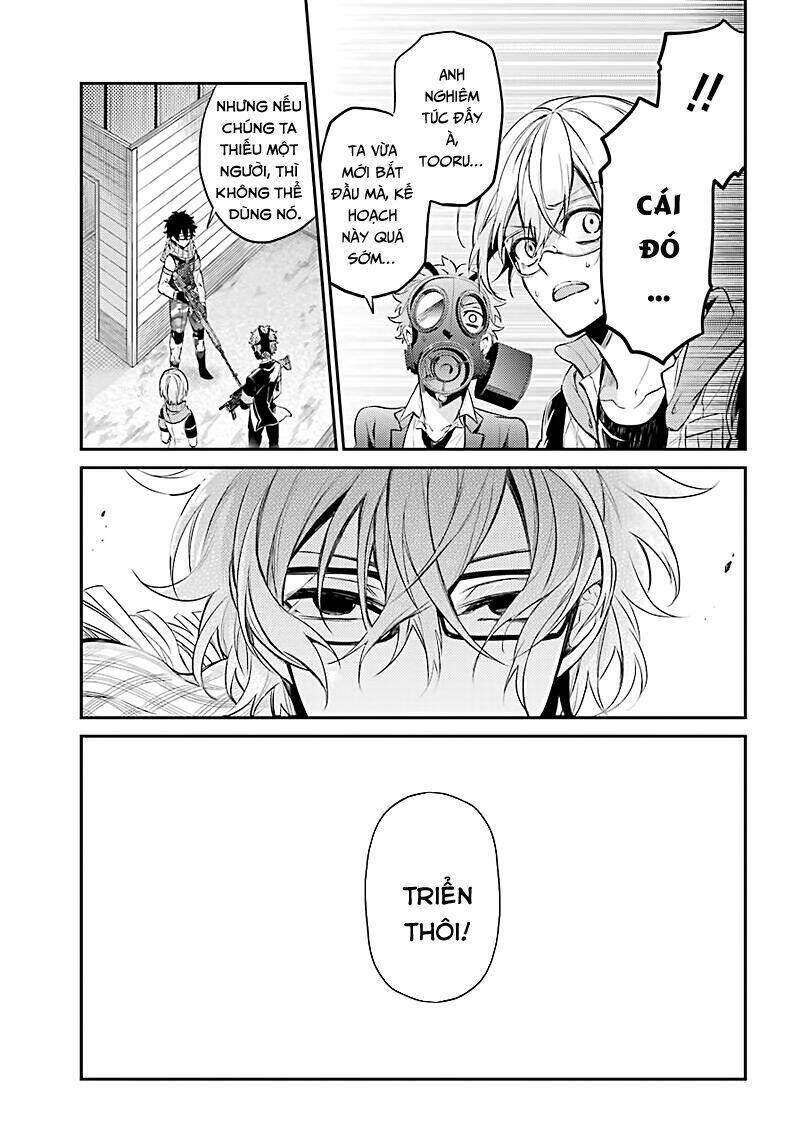 !!
CÁI
ĐÓ
...
ANH
NGHIÊM
TÚC ĐẤY
À,
TOORU...
TA VỪA
MỚI BẮT
ĐẦU MÀ, KẾ
HOẠCH
NÀY QUÁ
SỚM...
NHƯNG NẾU
CHÚNG TA
THIẾU MỘT
NGƯỜI, THÌ
KHÔNG THỂ
DÙNG NÓ.
TRIỂN
THÔI!